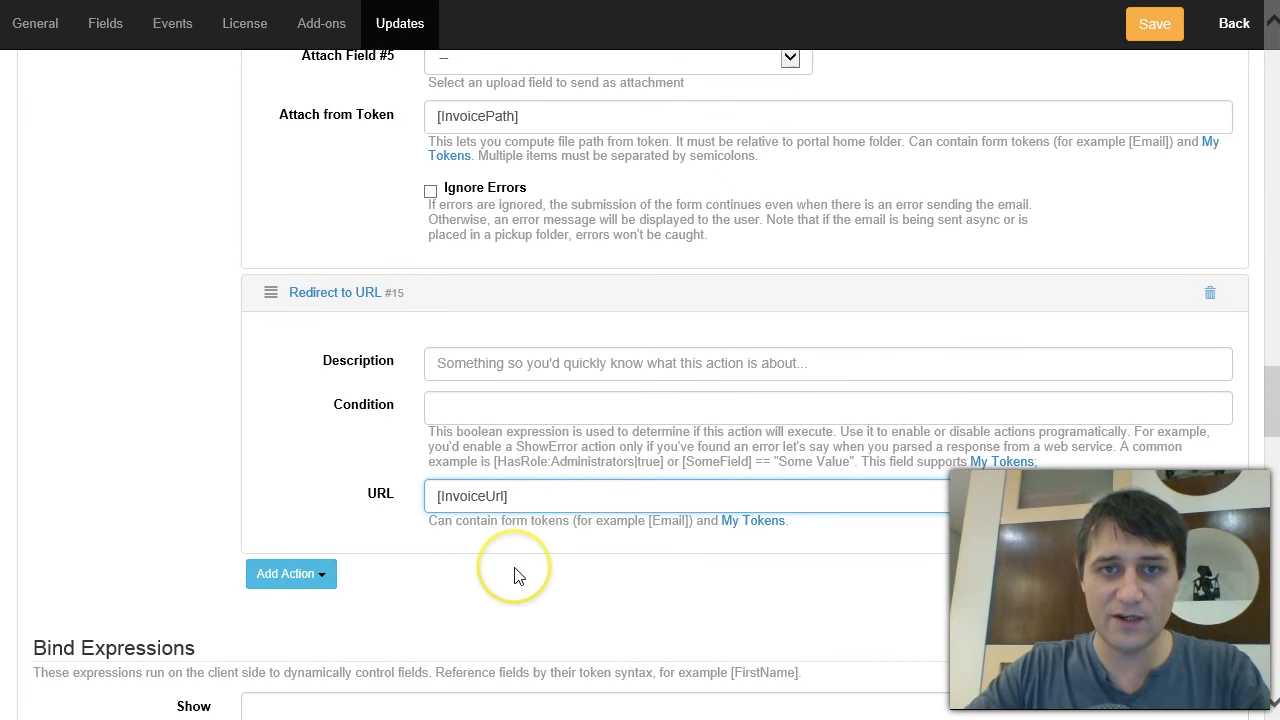 General Fields Events License Add-ons Updates Save Back
Attach Field #5 --
Select an upload field to send as attachment
Attach from Token [InvoicePath]
This lets you compute file path from token. It must be relative to portal home folder. Can contain form tokens (for example [Email]) and My
Tokens. Multiple items must be separated by semicolons.
Ignore Errors
If errors are ignored, the submission of the form continues even when there is an error sending the email.
Otherwise, an error message will be displayed to the user. Note that if the email is being sent async or is
placed in a pickup folder, errors won't be caught.
Redirect to URL #15
Description Something so you'd quickly know what this action is about...
Condition
This boolean expression is used to determine if this action will execute. Use it to enable or disable actions programatically. For example,
you'd enable a ShowError action only if you've found an error let's say when you parsed a response from a web service. A common
example is [HasRole:Administrators|true] or [SomeField] == "Some Value". This field supports My Tokens;
URL [InvoiceUrl]
Can contain form tokens (for example [Email]) and My Tokens.
Add Action
Bind Expressions
These expressions run on the client side to dynamically control fields. Reference fields by their token syntax, for example [FirstName].
Show